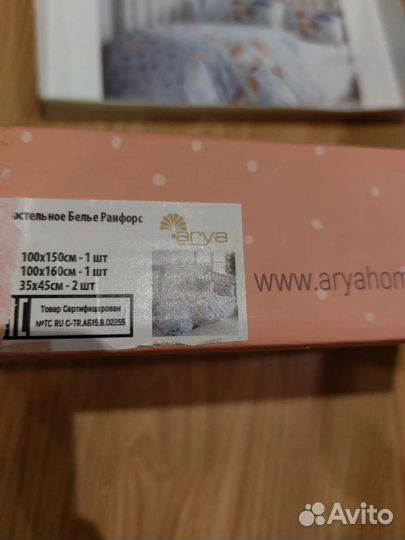 остельное Белье Ранфорс
arya
100x150см - 1 шт
100x160см - 1 шт
35x45см - 2 шт
Товар Сертифицирован
№TC RU C-TR.АБ15.В.02255
www.aryahom
Avito